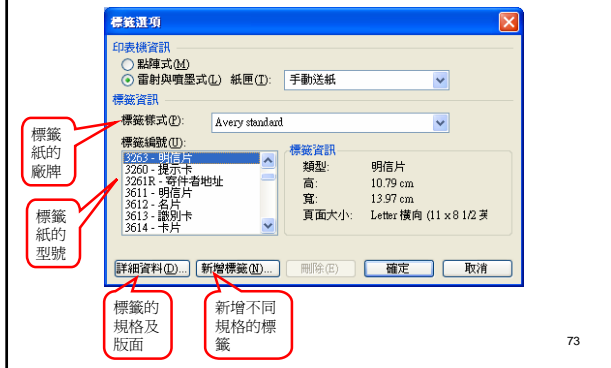 標籤選項
印表機資訊
點陣式(M)
雷射與噴墨式(L) 紙匣(T): 手動送紙
標籤資訊
標籤樣式(P): Avery standard
標籤編號(U):
3263 - 明信片
3260 - 提示卡
3261R - 寄件者地址
3611 - 明信片
3612 - 名片
3613 - 識別卡
3614 - 卡片
標籤資訊
類型: 明信片
高: 10.79 cm
寬: 13.97 cm
頁面大小: Letter 橫向 (11 x 8 1/2 英
詳細資料(D)... 新增標籤(N)... 刪除(E) 確定 取消
標籤
紙的
廠牌
標籤
紙的
型號
標籤的
規格及
版面
新增不同
規格的標
籤
73